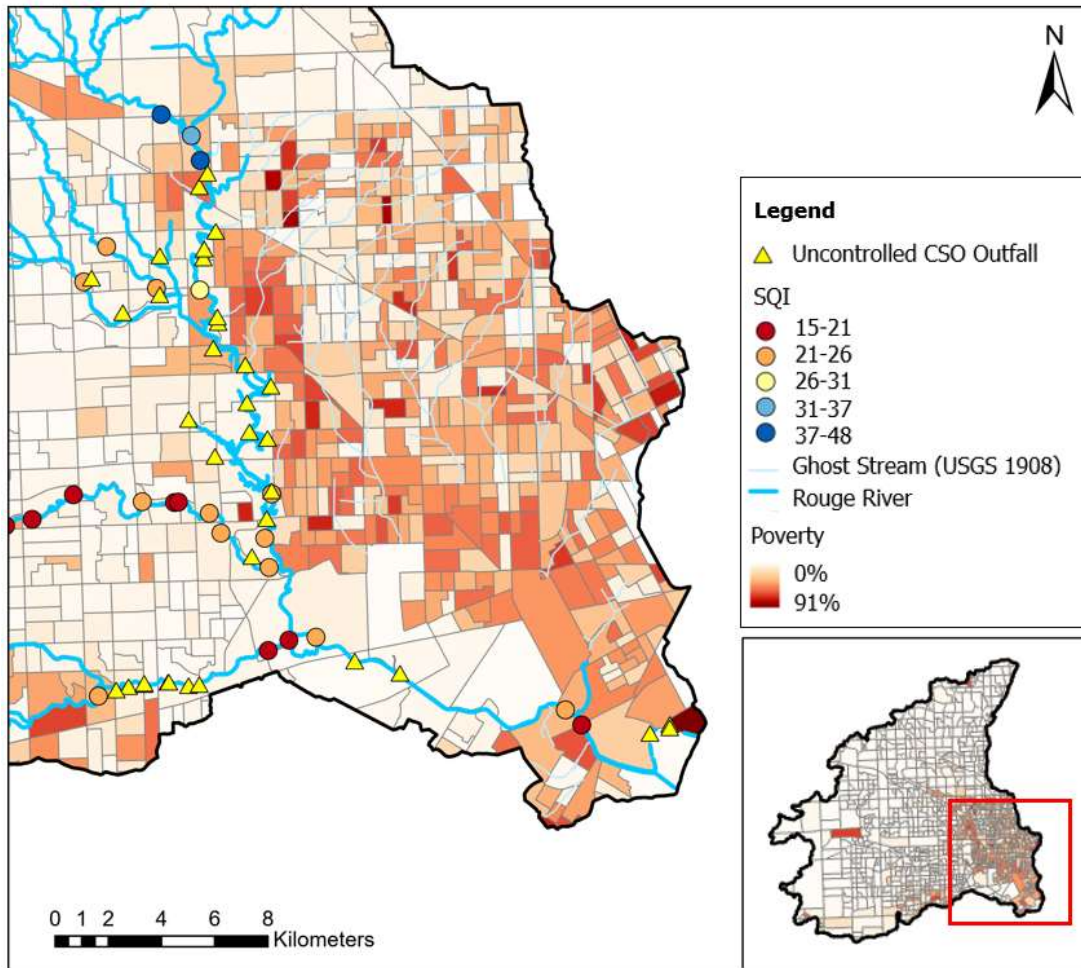 N
Legend
Uncontrolled CSO Outfall
SQI
15-21
21-26
26-31
31-37
37-48
Ghost Stream (USGS 1908)
Rouge River
Poverty
0%
91%
0 1 2 4 6 8
Kilometers